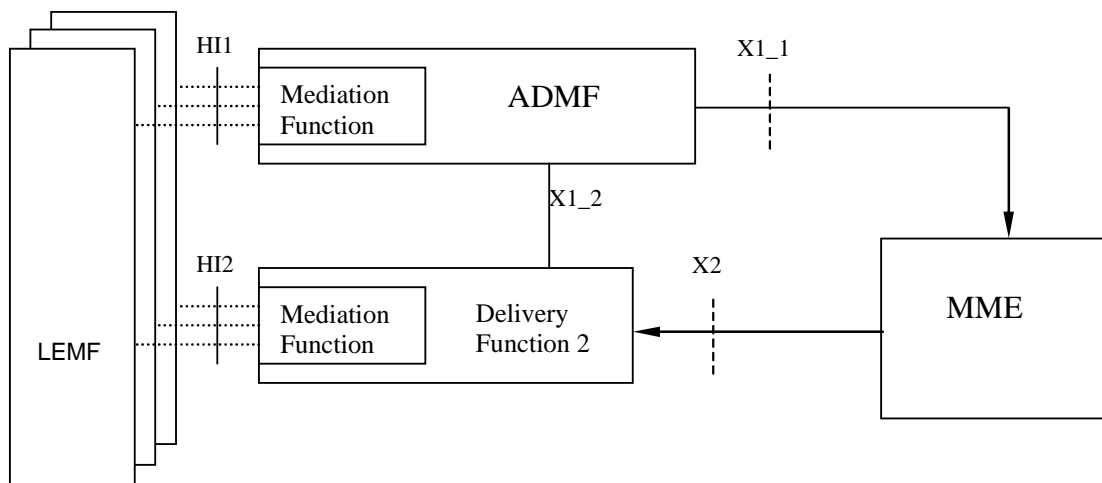 HI1
X1_1
Mediation
Function
ADMF
X1_2
HI2
X2
Mediation
Function
Delivery
Function 2
MME
LEMF